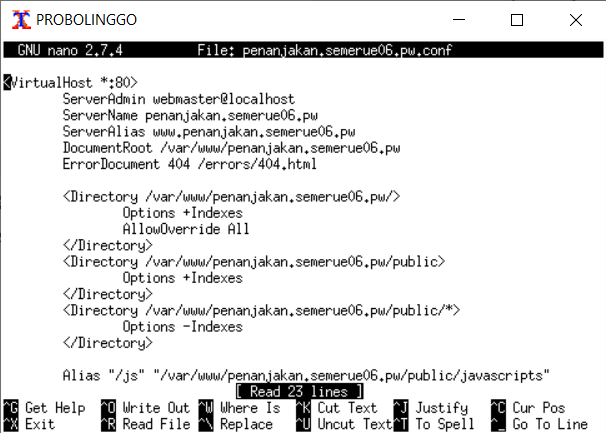 PROBOLINGGO
GNU nano 2.7.4 File: penanjakan.semerue06.pw.conf
<VirtualHost *:80>
ServerAdmin webmaster@localhost
ServerName penanjakan.semerue06.pw
ServerAlias www.penanjakan.semerue06.pw
DocumentRoot /var/www/penanjakan.semerue06.pw
ErrorDocument 404 /errors/404.html
<Directory /var/www/penanjakan.semerue06.pw/>
Options +Indexes
AllowOverride All
</Directory>
<Directory /var/www/penanjakan.semerue06.pw/public>
Options +Indexes
</Directory>
<Directory /var/www/penanjakan.semerue06.pw/public/*>
Options -Indexes
</Directory>
Alias "/js" "/var/www/penanjakan.semerue06.pw/public/javascripts"
[ Read 23 lines ]
^G Get Help ^O Write Out ^W Where Is ^K Cut Text ^J Justify ^C Cur Pos
^X Exit ^R Read File ^\ Replace ^U Uncut Text ^T To Spell ^_ Go To Line